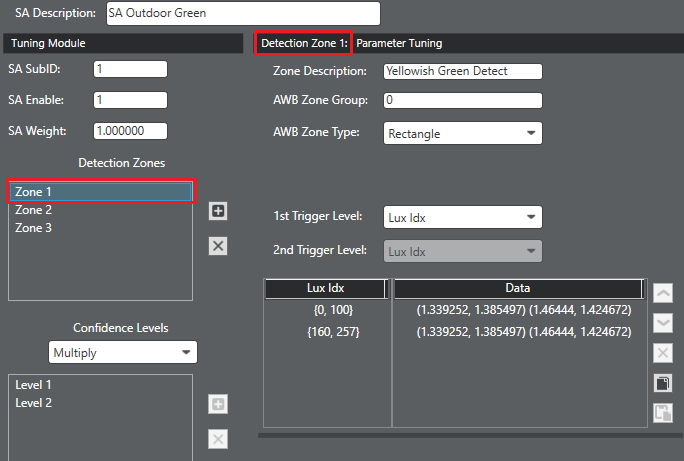 SA Description: SA Outdoor Green
Tuning Module
SA SubID: 1
SA Enable: 1
SA Weight: 1.000000
Detection Zones
Zone 1
Zone 2
Zone 3
Confidence Levels
Multiply
Level 1
Level 2
Detection Zone 1: Parameter Tuning
Zone Description: Yellowish Green Detect
AWB Zone Group: 0
AWB Zone Type: Rectangle
1st Trigger Level: Lux Idx
2nd Trigger Level: Lux Idx
Lux Idx Data
{0, 100} (1.339252, 1.385497) (1.46444, 1.424672)
{160, 257} (1.339252, 1.385497) (1.46444, 1.424672)